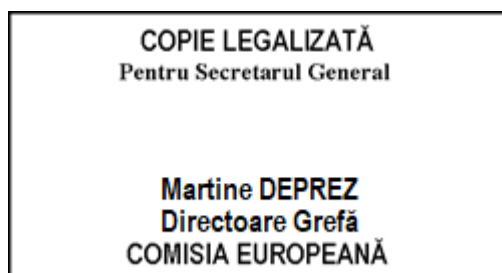 COPIE LEGALIZATĂ
Pentru Secretarul General
Martine DEPREZ
Directoare Grefă
COMISIA EUROPEANĂ